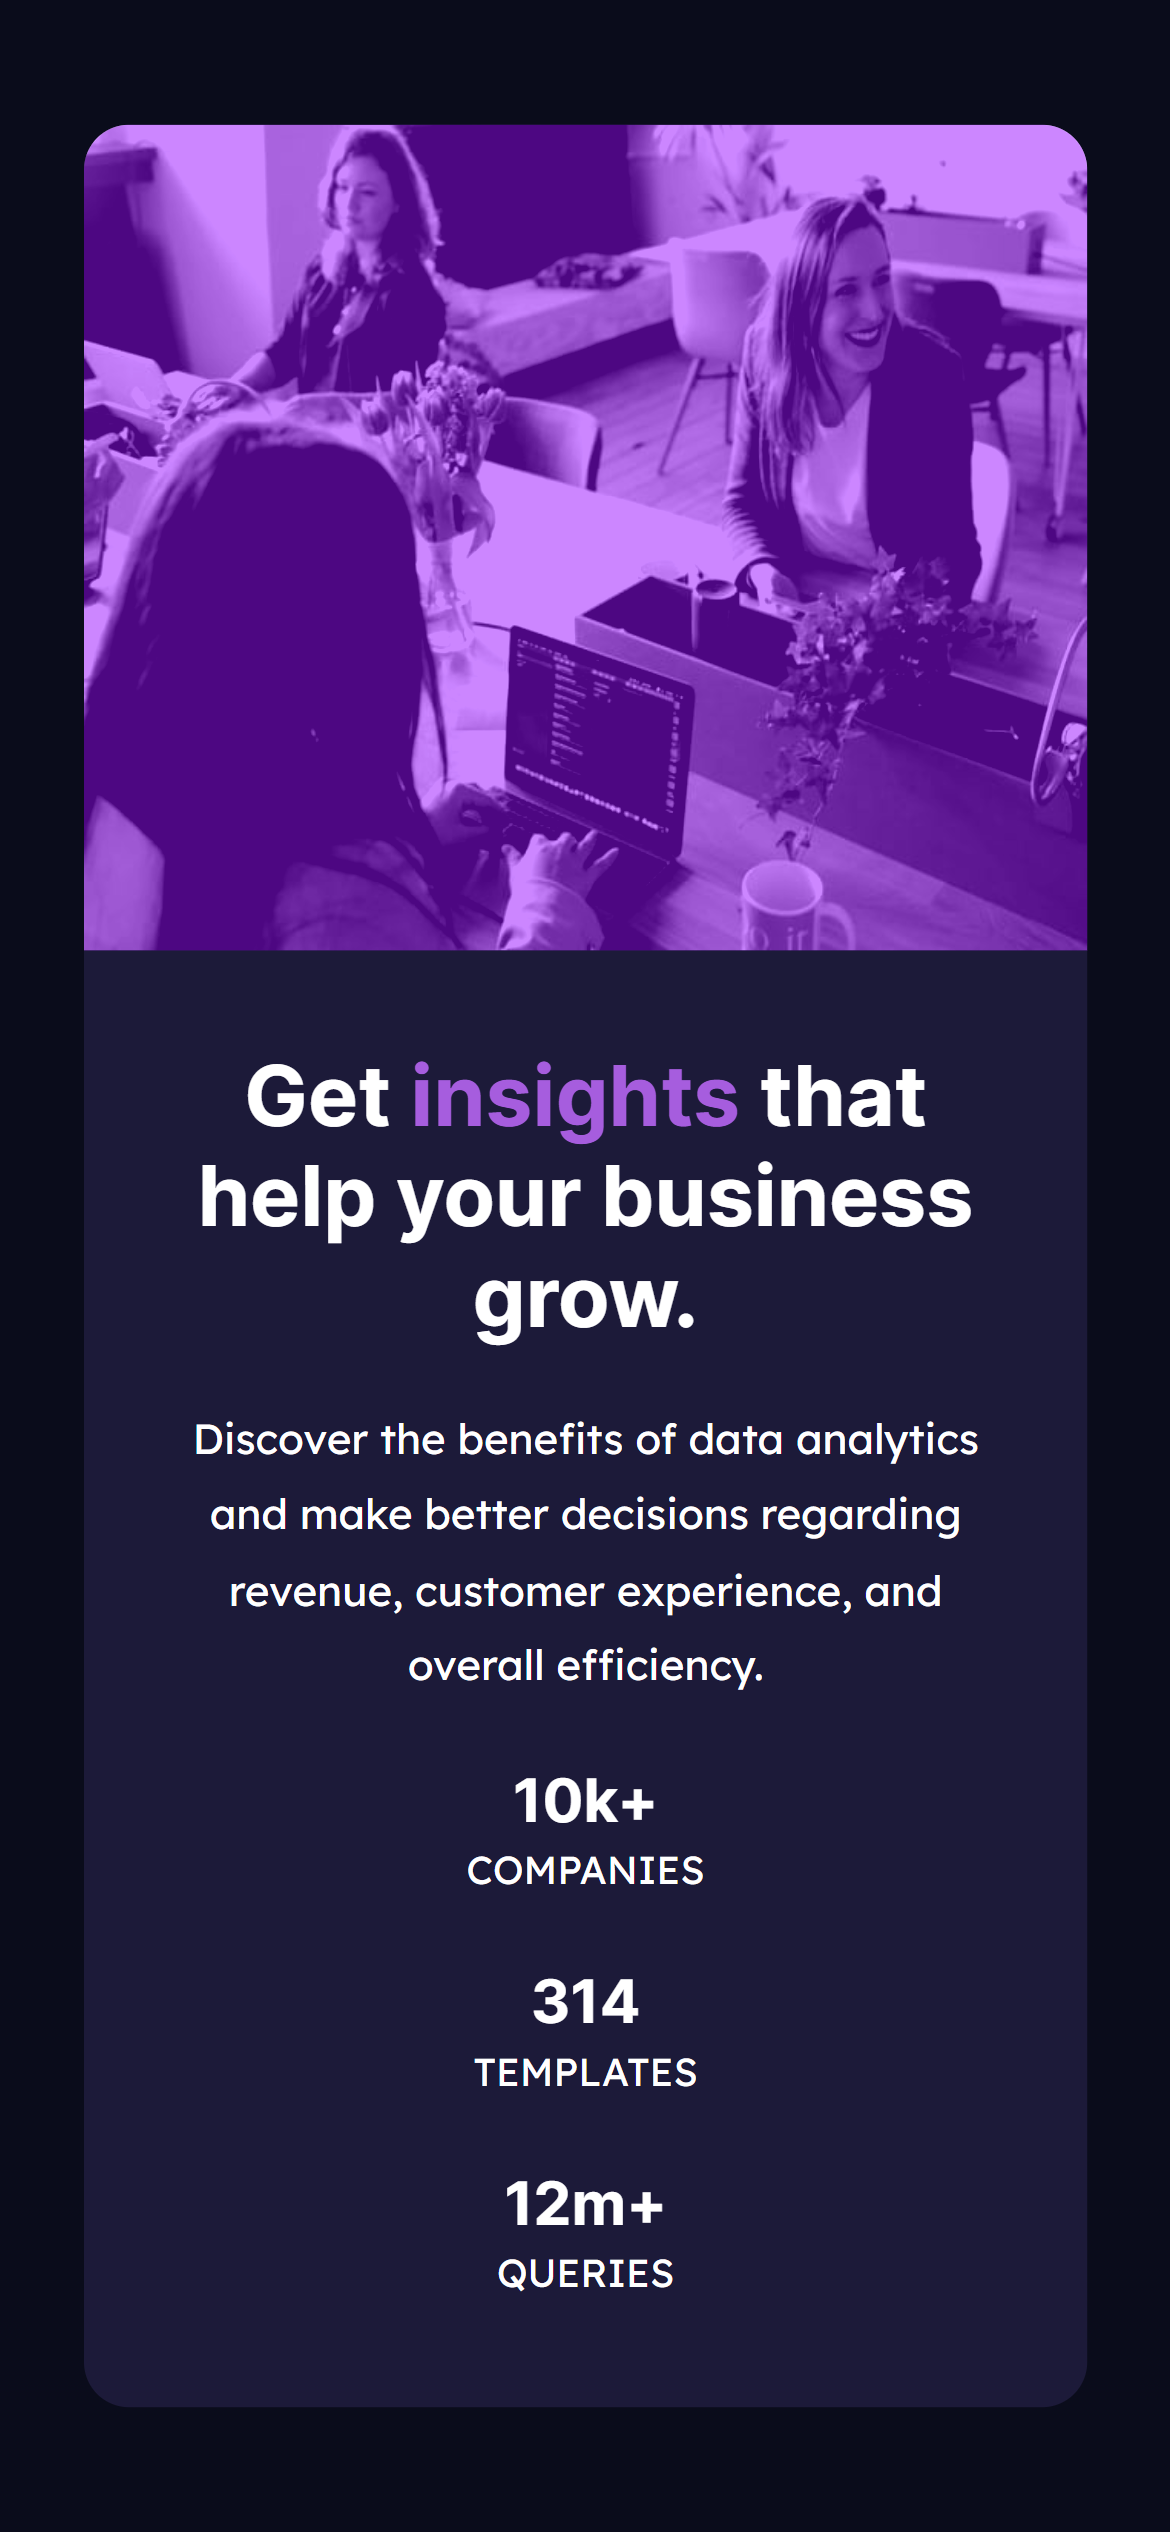 Get insights that
help your business
grow.
Discover the benefits of data analytics
and make better decisions regarding
revenue, customer experience, and
overall efficiency.
10k+
COMPANIES
314
TEMPLATES
12m+
QUERIES